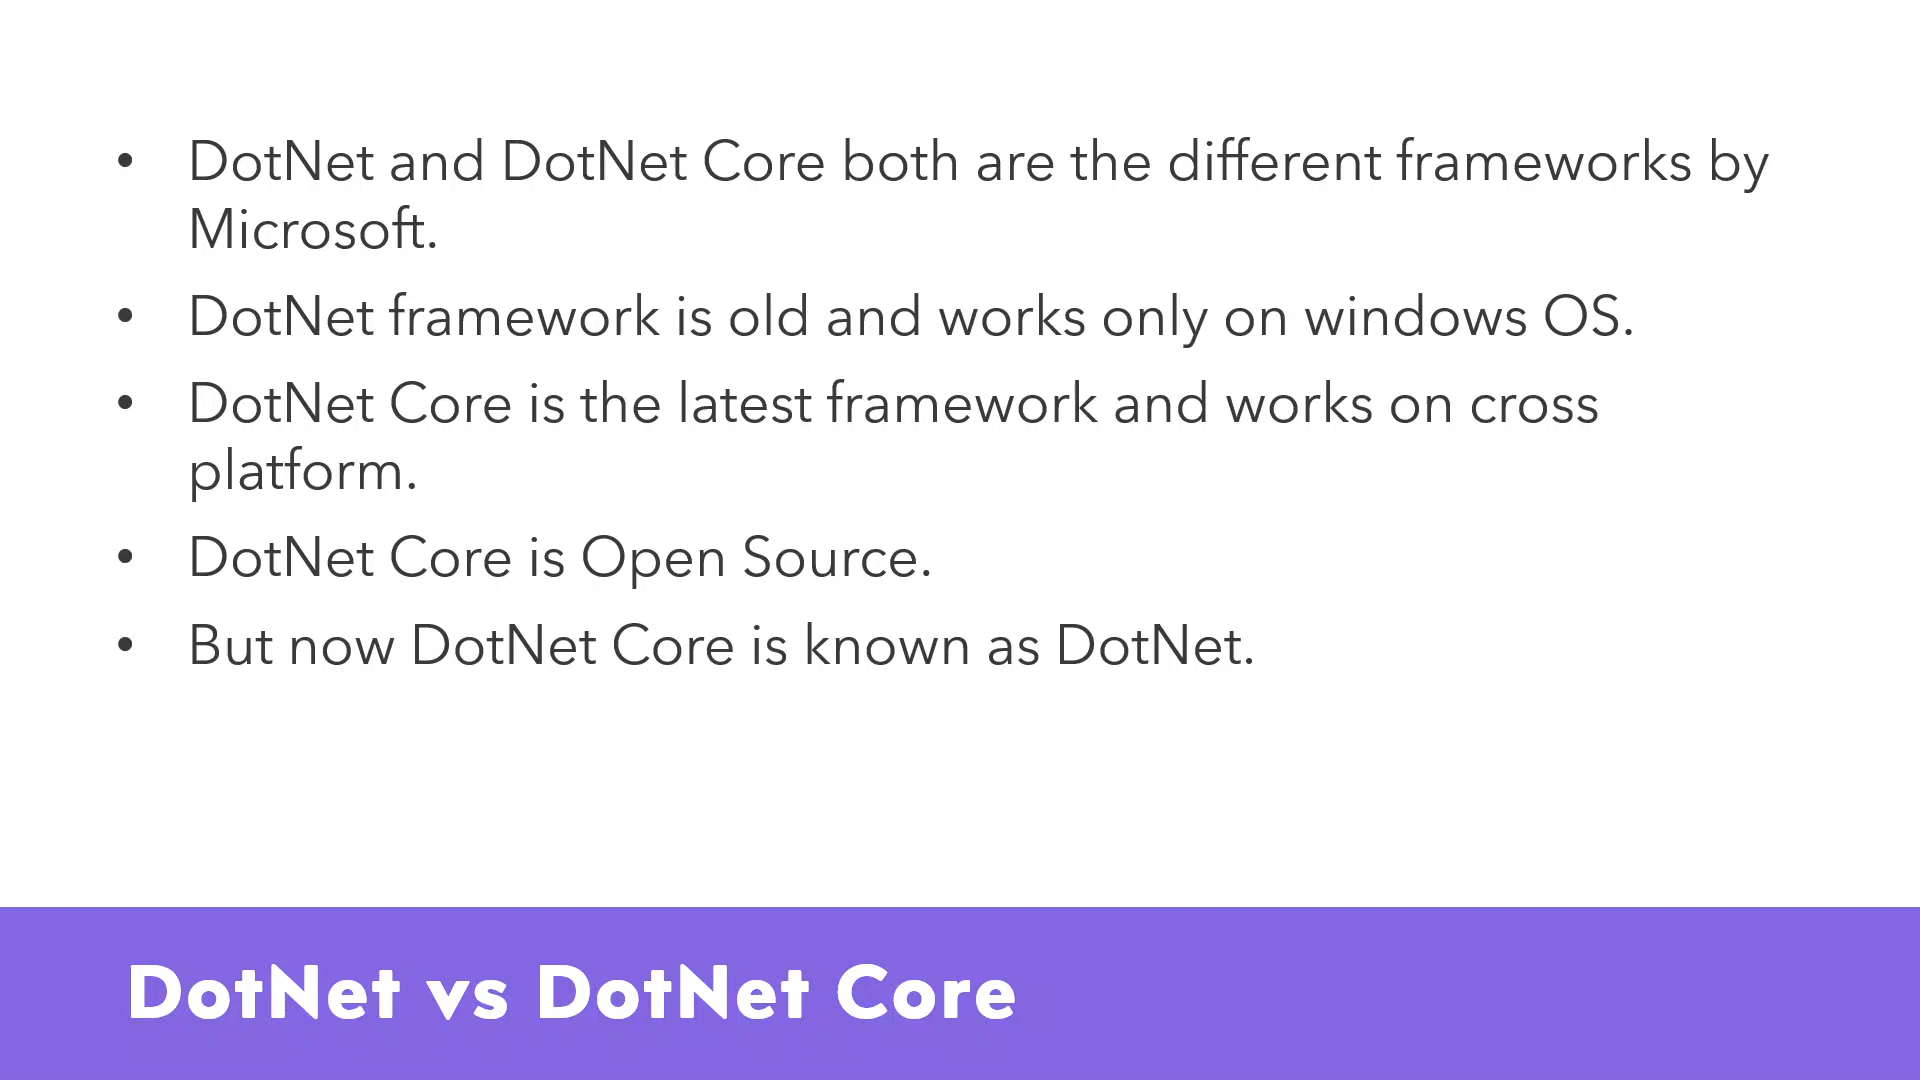 • DotNet and DotNet Core both are the different frameworks by
Microsoft.
• DotNet framework is old and works only on windows OS.
• DotNet Core is the latest framework and works on cross
platform.
• DotNet Core is Open Source.
• But now DotNet Core is known as DotNet.
DotNet vs DotNet Core